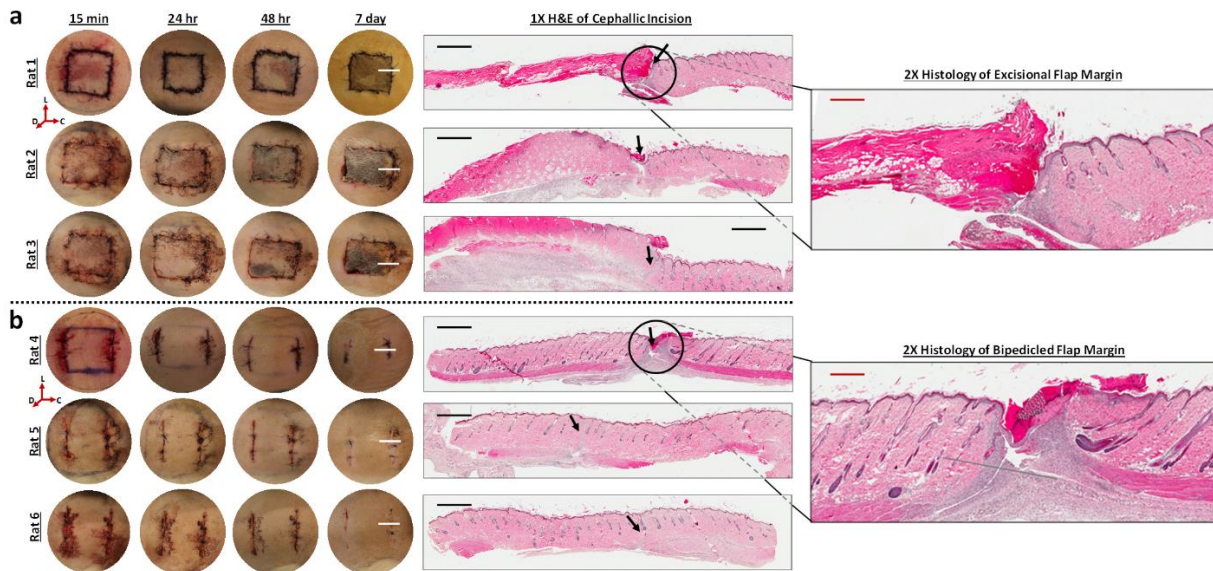 a
15 min 24 hr 48 hr 7 day
1X H&E of Cephallic Incision
Rat 1
L
D C
Rat 2
Rat 3
2X Histology of Excisional Flap Margin
b
Rat 4
L
D C
Rat 5
Rat 6
2X Histology of Bipedicled Flap Margin